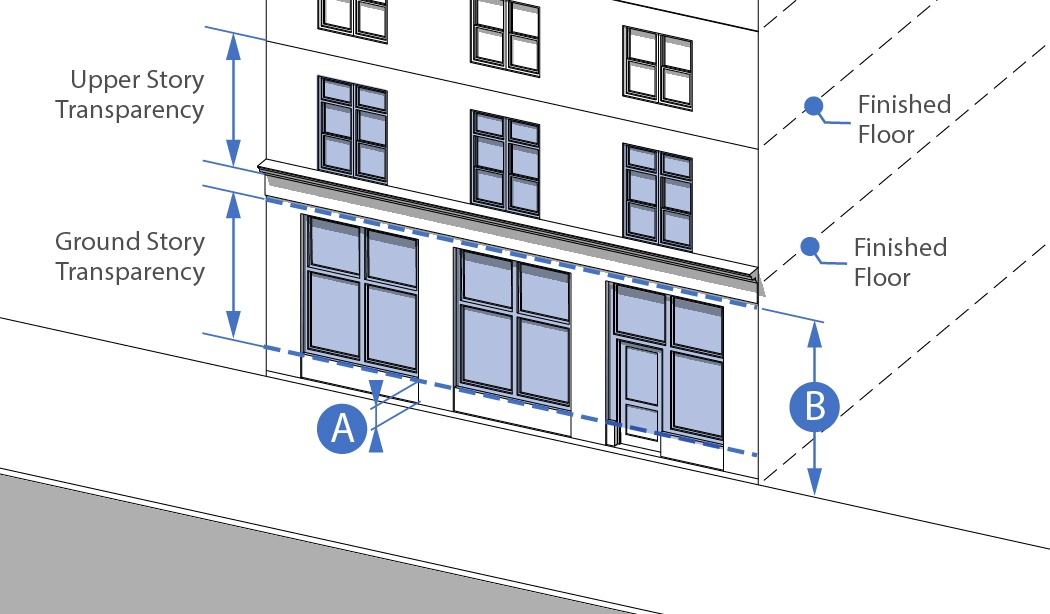 Upper Story
Transparency
Finished
Floor
Ground Story
Transparency
Finished
Floor
A
B